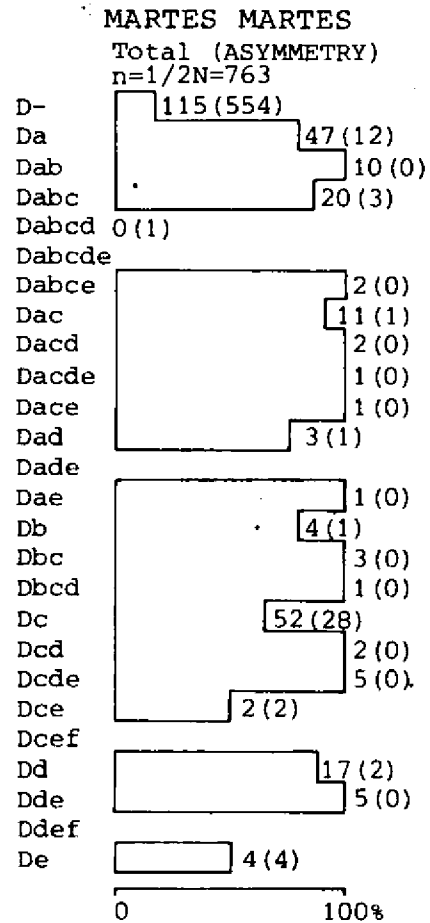 MARTES MARTES
Total (ASYMMETRY)
n=1/2N=763
D- 115(554)
Da 47(12)
Dab 10(0)
Dabc 20(3)
Dabcd 0(1)
Dabcde
Dabce 2(0)
Dac 11(1)
Dacd 2(0)
Dacde 1(0)
Dace 1(0)
Dad 3(1)
Dade
Dae 1(0)
Db 4(1)
Dbc 3(0)
Dbcd 1(0)
Dc 52(28)
Dcd 2(0)
Dcde 5(0)
Dce 2(2)
Dcef
Dd 17(2)
Dde 5(0)
Ddef
De 4(4)
0 100%